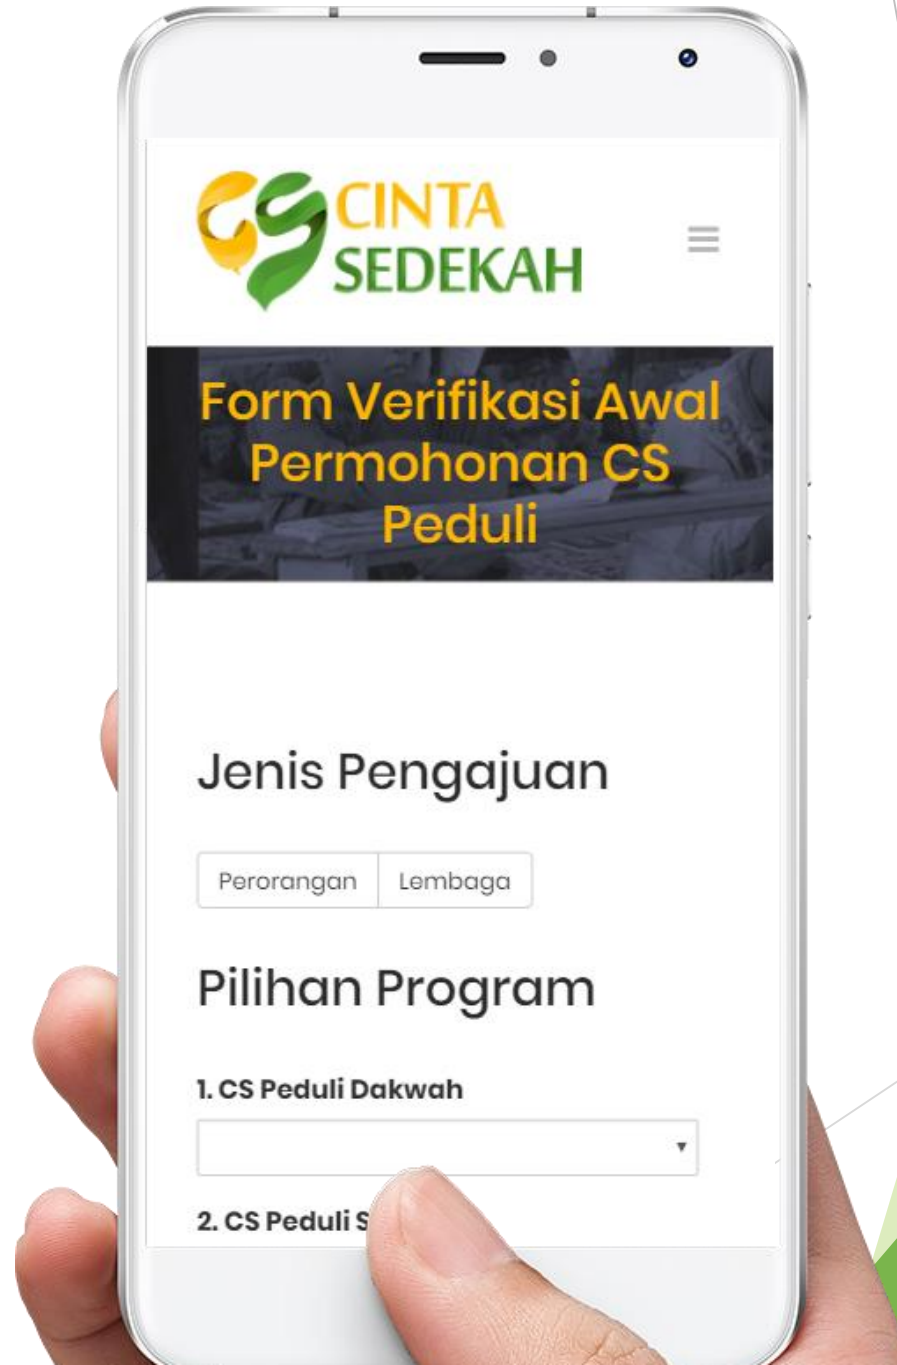 CINTA
SEDEKAH
Form Verifikasi Awal
Permohonan CS
Peduli
Jenis Pengajuan
Perorangan
Lembaga
Pilihan Program
1. CS Peduli Dakwah
2. CS Peduli